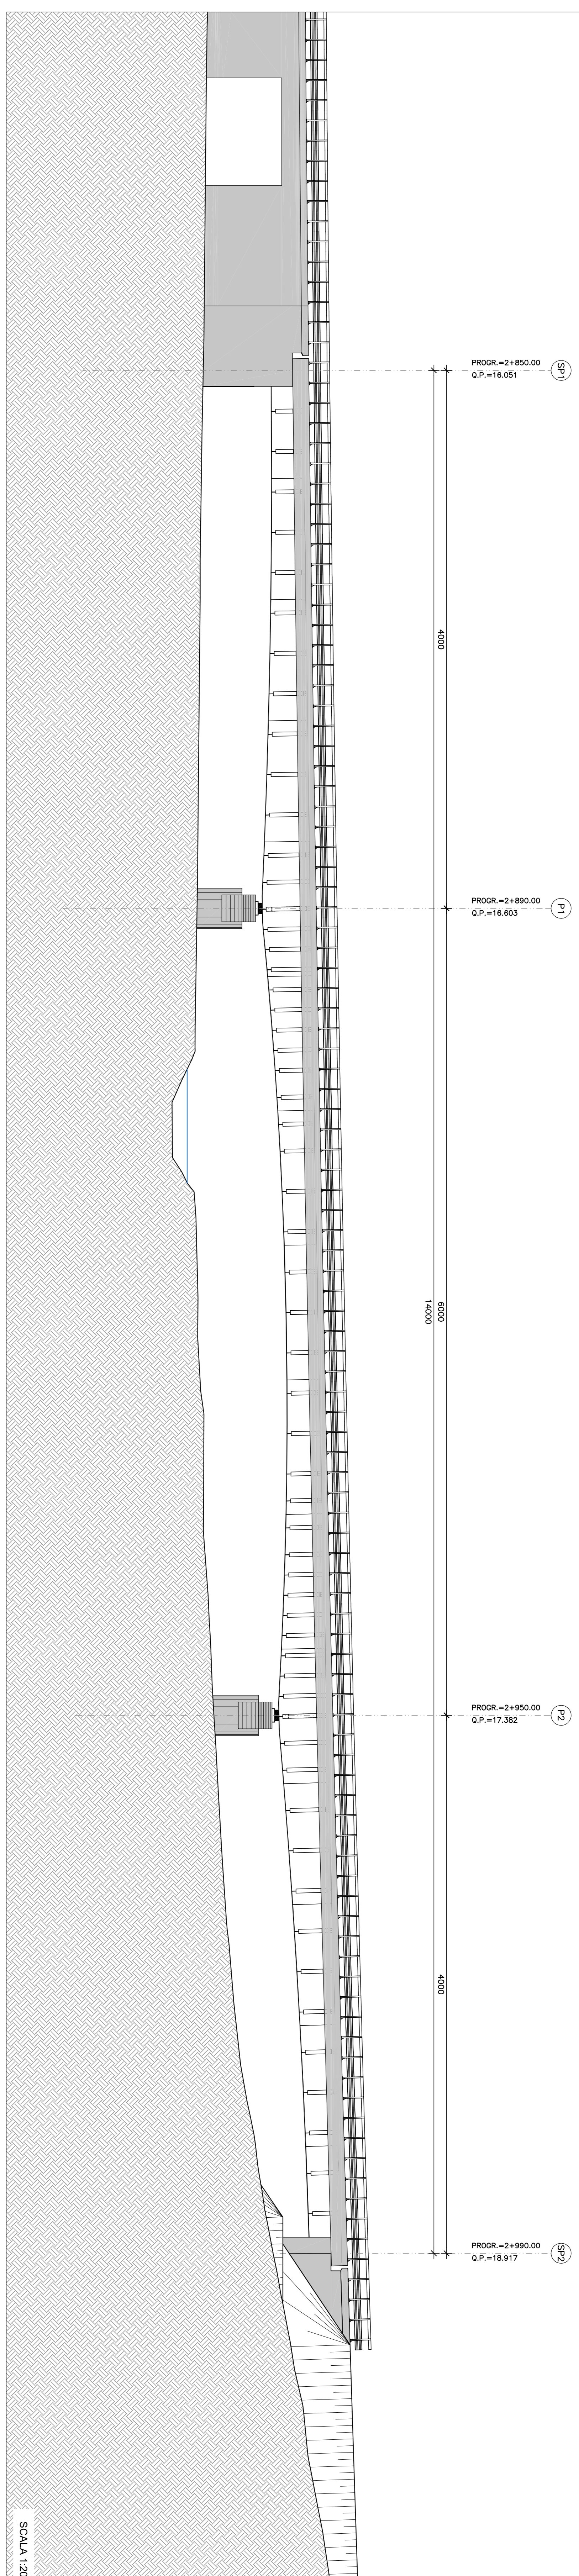 SP1
PROGR.=2+850.00
Q.P.=16.051
4000
P1
PROGR.=2+890.00
Q.P.=16.603
6000
14000
P2
PROGR.=2+950.00
Q.P.=17.382
4000
SP2
PROGR.=2+990.00
Q.P.=18.917
SCALA